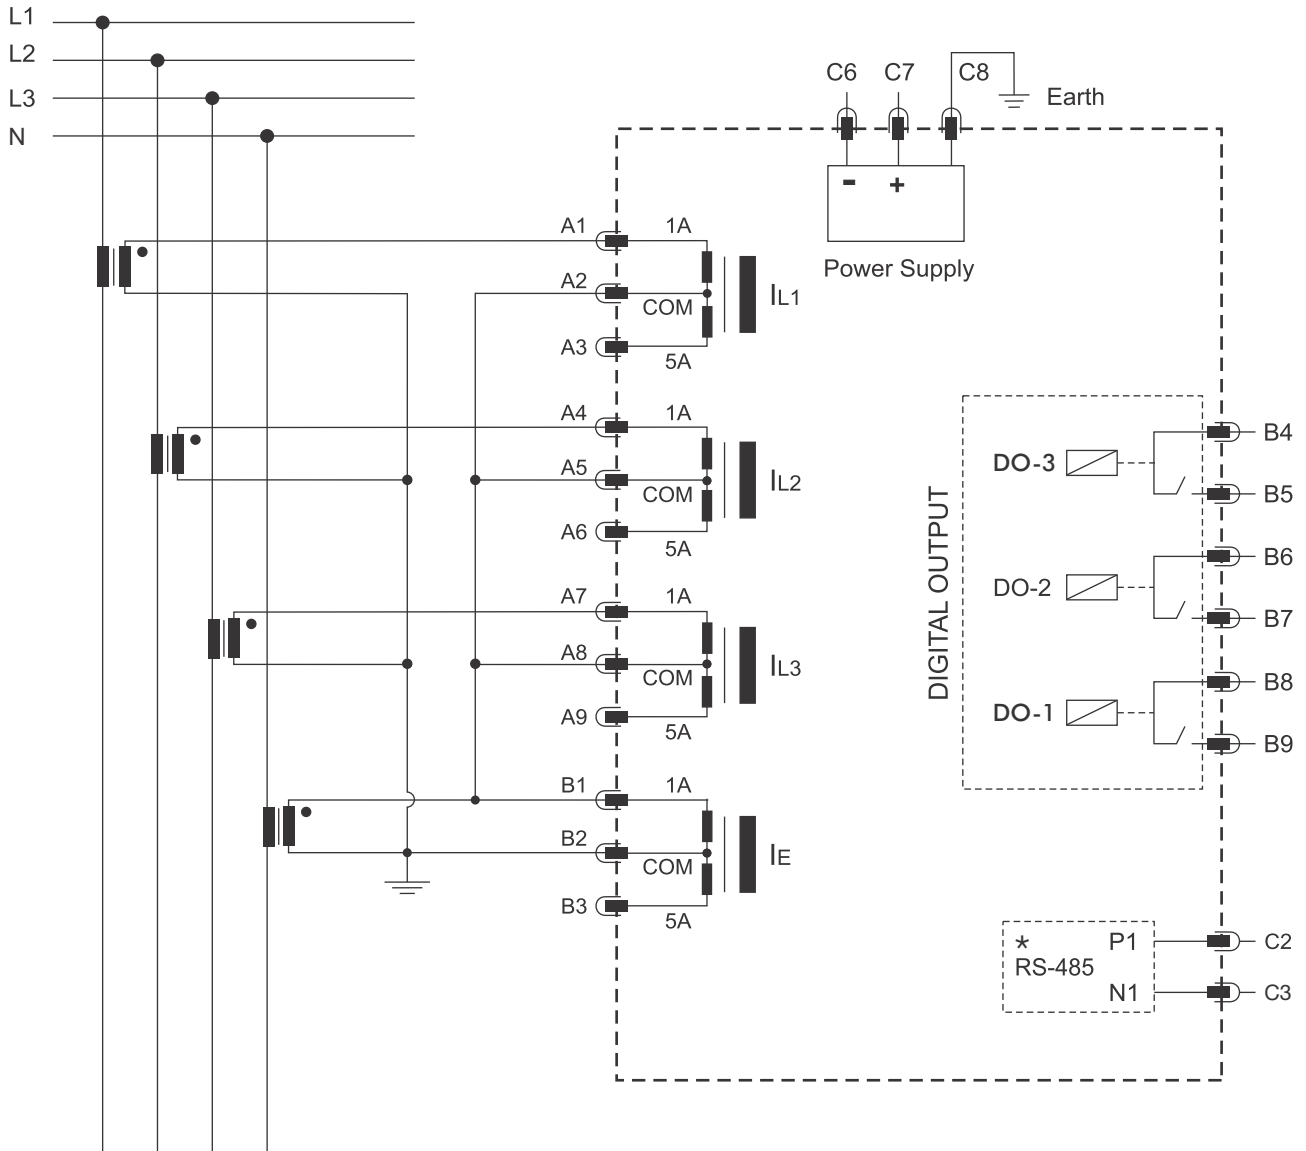 L1
L2
L3
N
C6 C7 C8
Earth
- +
Power Supply
A1 1A
A2 COM IL1
A3 5A
A4 1A
A5 COM IL2
A6 5A
A7 1A
A8 COM IL3
A9 5A
B1 1A
B2 COM IE
B3 5A
DIGITAL OUTPUT
DO-3
B4
B5
DO-2
B6
B7
DO-1
B8
B9
* P1 C2
RS-485
N1 C3